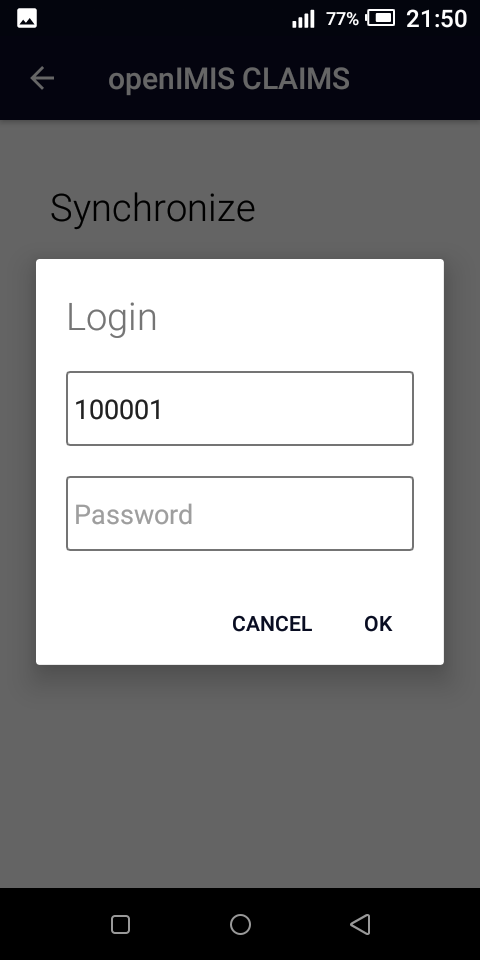 77% 21:50
openIMIS CLAIMS
Synchronize
Login
100001
Password
CANCEL OK